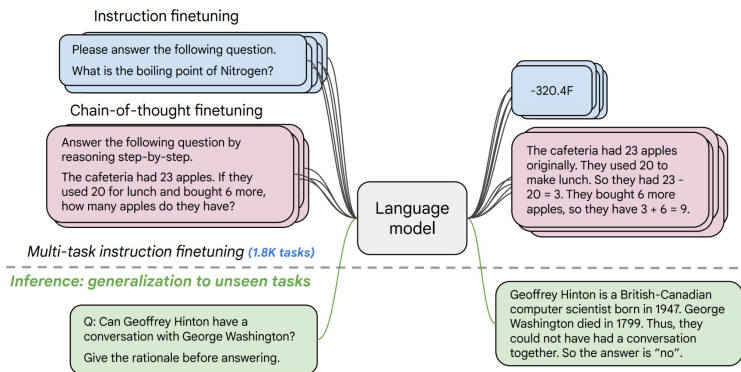 Instruction finetuning
Please answer the following question.
What is the boiling point of Nitrogen?
-320.4F
Chain-of-thought finetuning
Answer the following question by
reasoning step-by-step.
The cafeteria had 23 apples. If they
used 20 for lunch and bought 6 more,
how many apples do they have?
Language
model
The cafeteria had 23 apples
originally. They used 20 to
make lunch. So they had 23 -
20 = 3. They bought 6 more
apples, so they have 3 + 6 = 9.
Multi-task instruction finetuning (1.8K tasks)
Inference: generalization to unseen tasks
Q: Can Geoffrey Hinton have a
conversation with George Washington?
Give the rationale before answering.
Geoffrey Hinton is a British-Canadian
computer scientist born in 1947. George
Washington died in 1799. Thus, they
could not have had a conversation
together. So the answer is “no”.